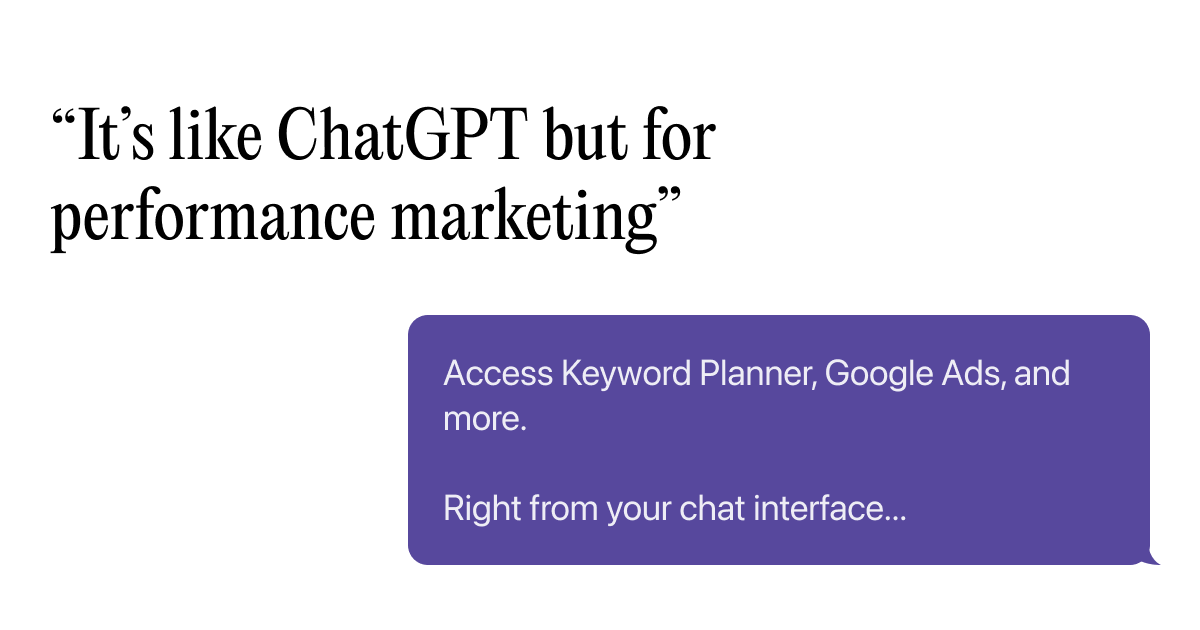 “It’s like ChatGPT but for
performance marketing”
Access Keyword Planner, Google Ads, and
more.
Right from your chat interface...